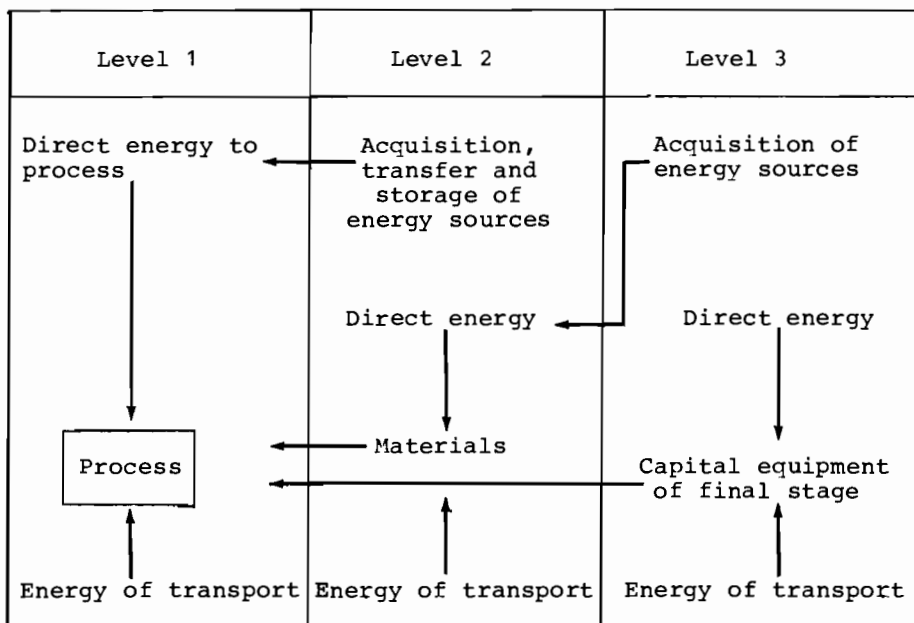 Level 1
Level 2
Level 3
Direct energy to
process
Acquisition,
transfer and
storage of
energy sources
Acquisition of
energy sources
Direct energy
Direct energy
Process
Materials
Capital equipment
of final stage
Energy of transport
Energy of transport
Energy of transport